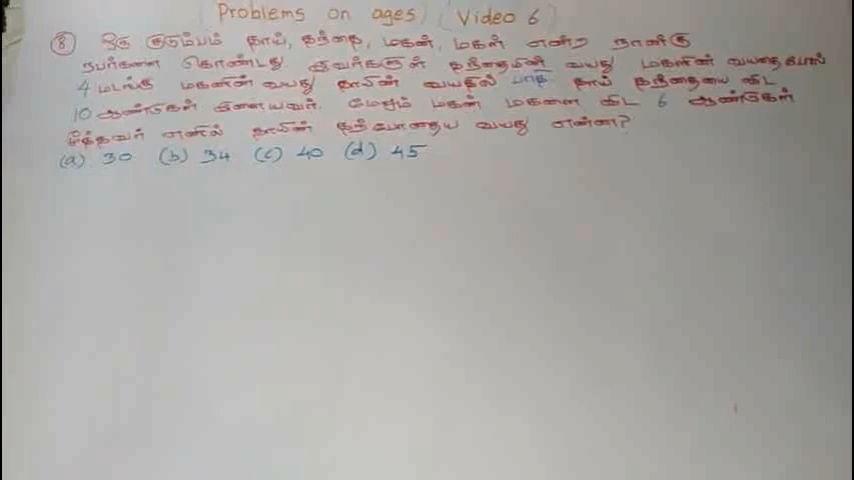 Problems on ages) (Video 6)
⑧ ஒரு குடும்பம் தாய், தந்தை, மகன், மகள் என்ற நான்கு
நபர்களை கொண்டது இவர்களுள் தந்தையின் வயது மகளின் வயதைபோல்
4 மடங்கு மகளின் வயது தாயின் வயதில் பாதி தாய் தந்தையை விட
10 ஆண்டுகள் இளையவர். மேலும் மகன் மகளை விட 6 ஆண்டுகள்
மூத்தவர் எனில் தாயின் தற்போதைய வயது என்ன?
(a) 30 (b) 34 (c) 40 (d) 45